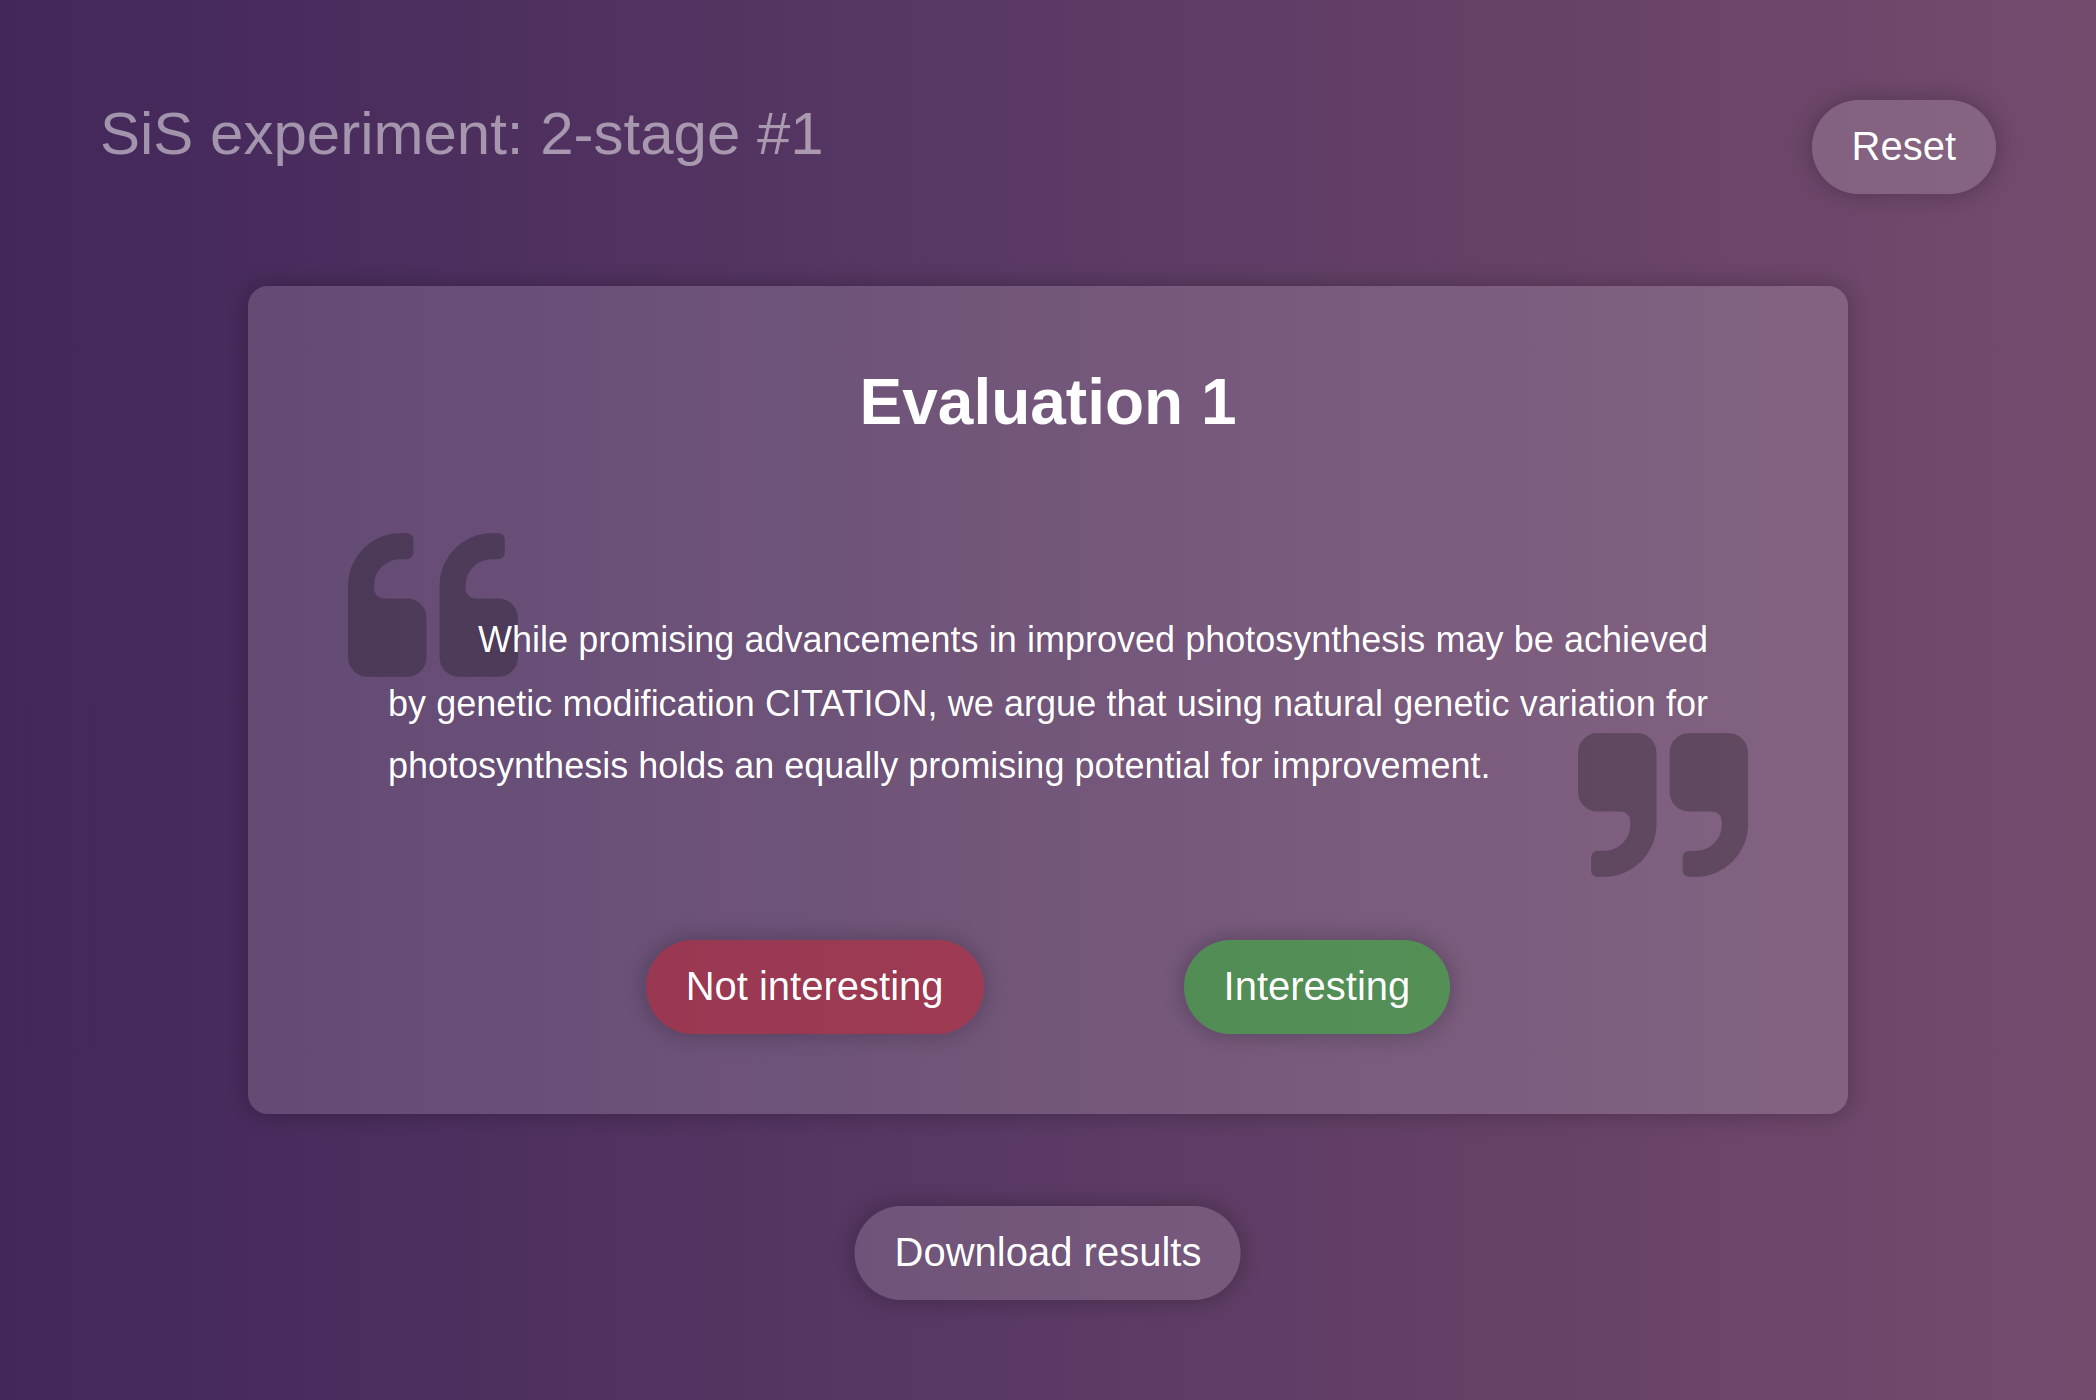 SiS experiment: 2-stage #1
Reset
Evaluation 1
While promising advancements in improved photosynthesis may be achieved
by genetic modification CITATION, we argue that using natural genetic variation for
photosynthesis holds an equally promising potential for improvement.
Not interesting
Interesting
Download results